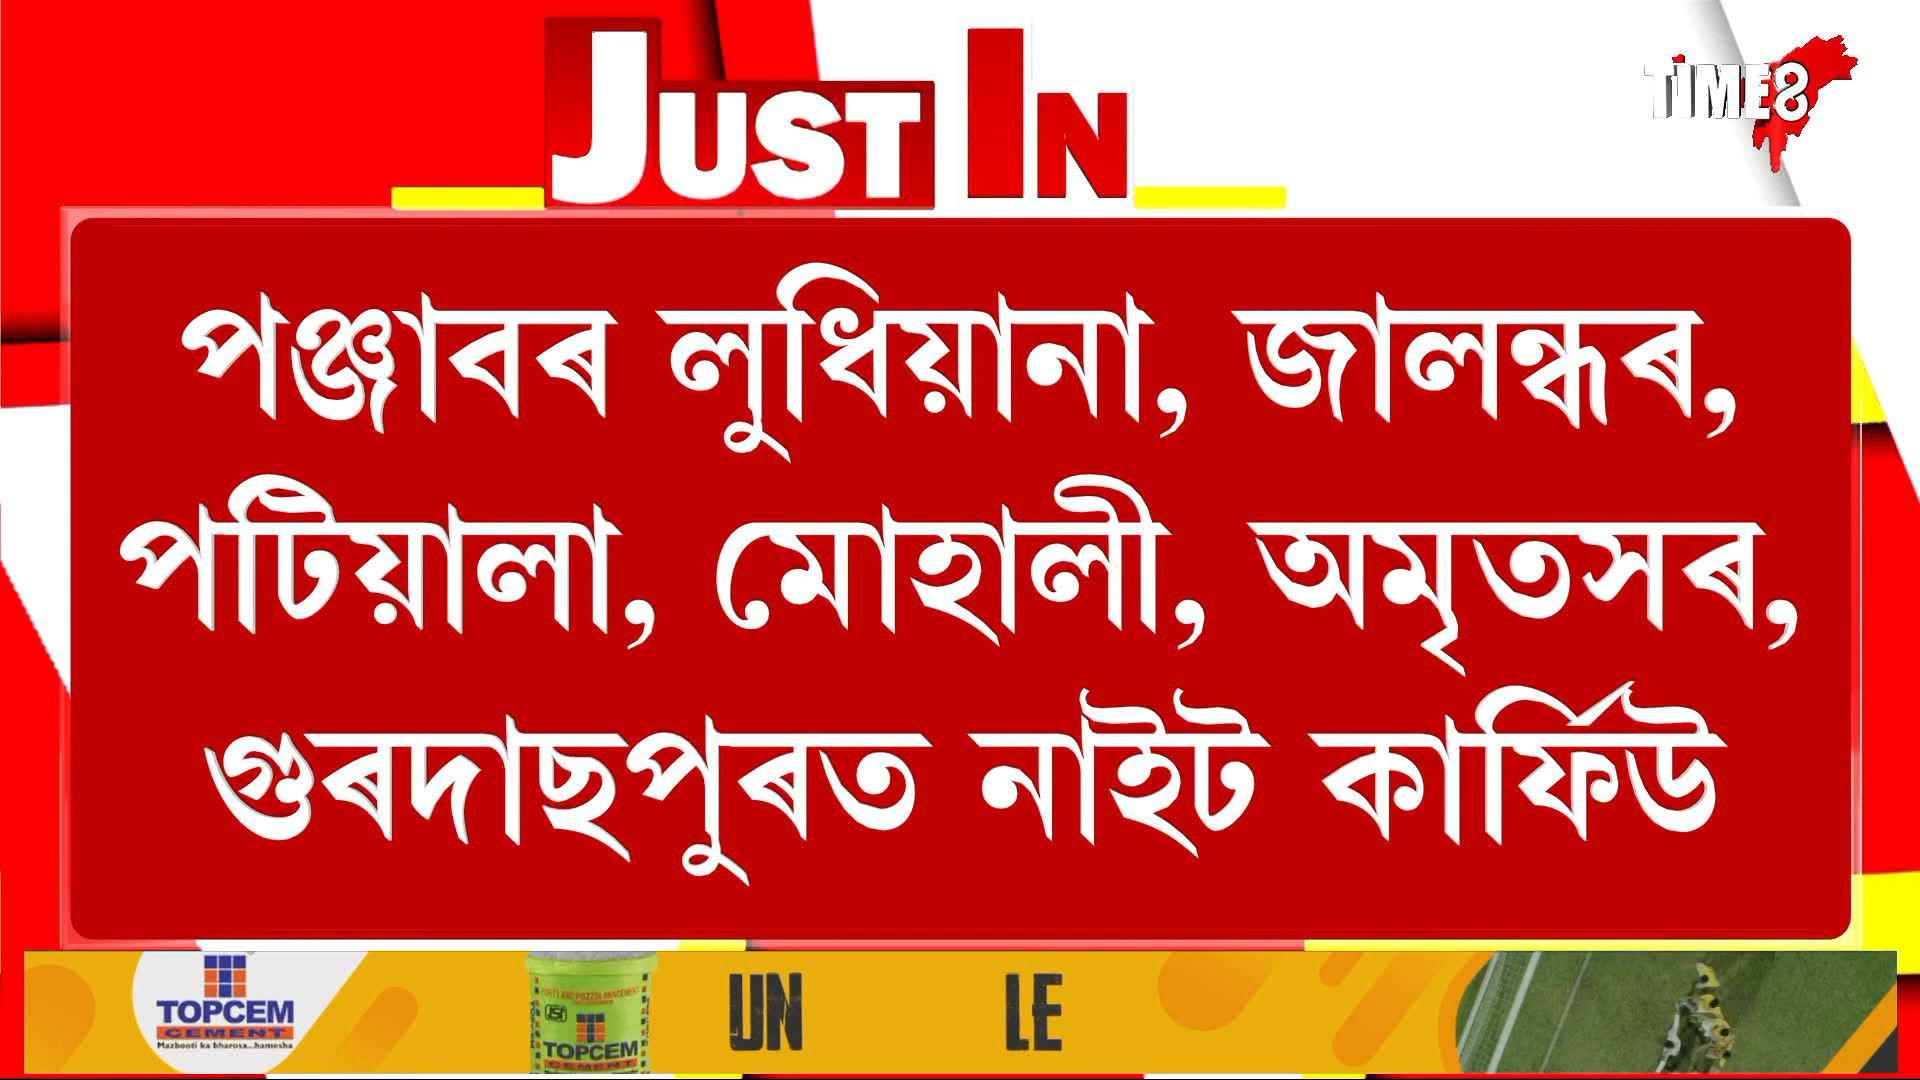 JUST IN
TIME8
পঞ্জাবৰ লুধিয়ানা, জালন্ধৰ,
পটিয়ালা, মোহালী, অমৃতসৰ,
গুৰদাছপুৰত নাইট কাৰ্ফিউ
TOPCEM
CEMENT
Mazbooti ka bharosa...hamesha
TOPCEM
CEMENT
UN LE